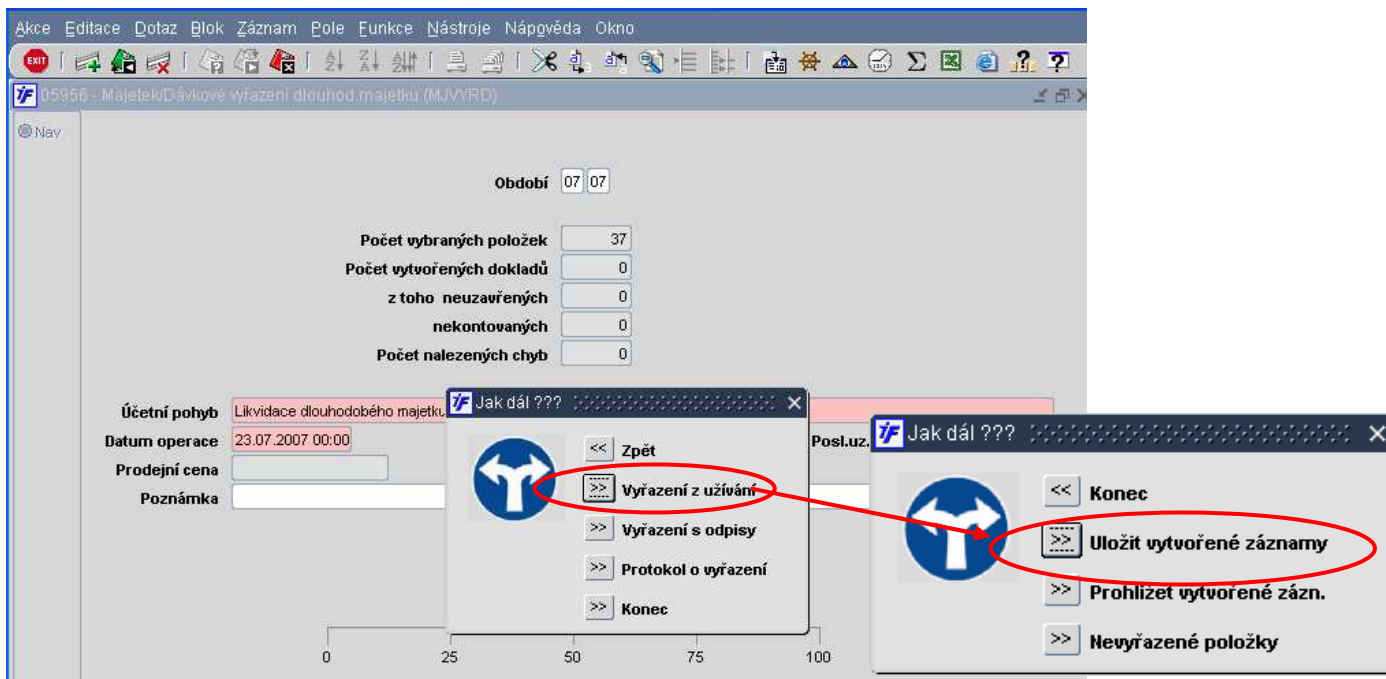 Akce Editace Dotaz Blok Záznam Pole Funkce Nástroje Nápověda Okno
EXIT
05956 - Majetek/Dávkové vyřazení dlouhod.majetku (MJVYRD)
Nav
Období 07 07
Počet vybraných položek 37
Počet vytvořených dokladů 0
z toho neuzavřených 0
nekontovaných 0
Počet nalezených chyb 0
Účetní pohyb Likvidace dlouhodobého majetku
Datum operace 23.07.2007 00:00 Posl.uz.
Prodejní cena
Poznámka
Jak dál ???
<< Zpět
>> Vyřazení z užívání
>> Vyřazení s odpisy
>> Protokol o vyřazení
>> Konec
Jak dál ???
<< Konec
>> Uložit vytvořené záznamy
>> Prohlížet vytvořené zázn.
>> Nevyřazené položky
0 25 50 75 100